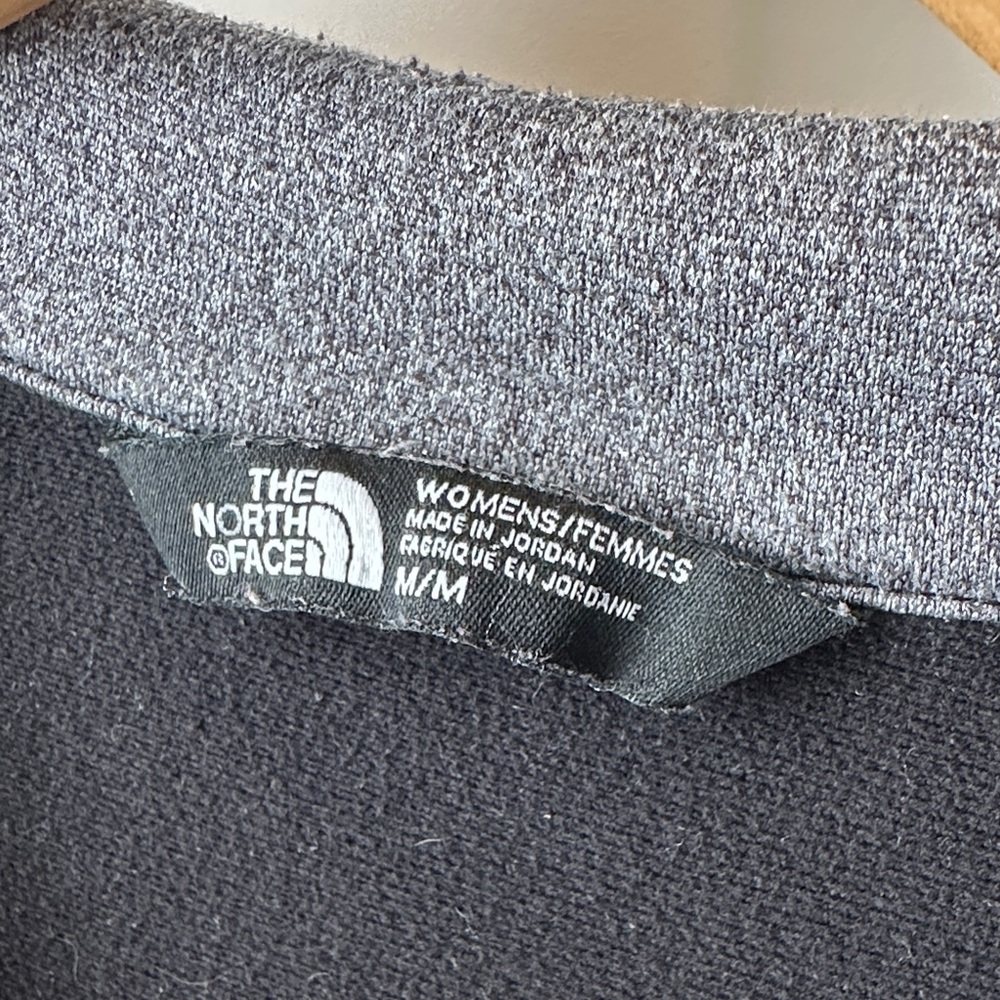 THE
NORTH
®FACE
WOMENS/FEMMES
MADE IN JORDAN
FABRIQUÉ EN JORDANIE
M/M